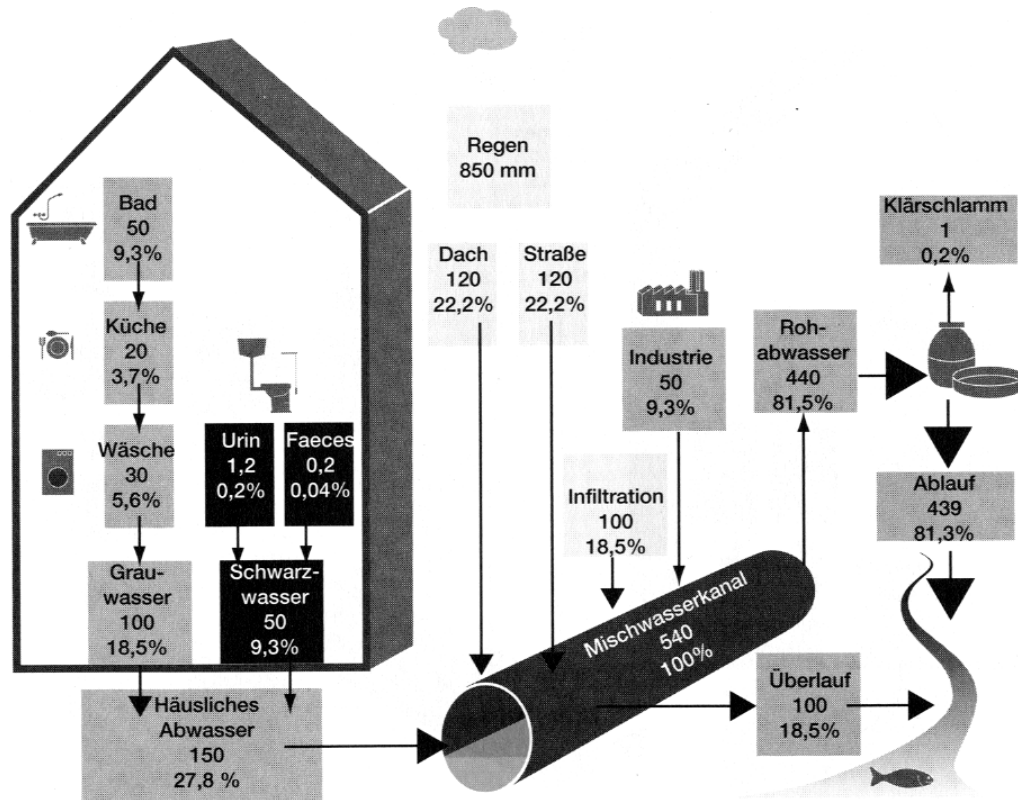 Regen
850 mm
Bad
50
9,3%
Küche
20
3,7%
Wäsche
30
5,6%
Urin
1,2
0,2%
Faeces
0,2
0,04%
Grau-
wasser
100
18,5%
Schwarz-
wasser
50
9,3%
Häusliches
Abwasser
150
27,8 %
Dach
120
22,2%
Straße
120
22,2%
Infiltration
100
18,5%
Industrie
50
9,3%
Mischwasserkanal
540
100%
Roh-
abwasser
440
81,5%
Klärschlamm
1
0,2%
Ablauf
439
81,3%
Überlauf
100
18,5%